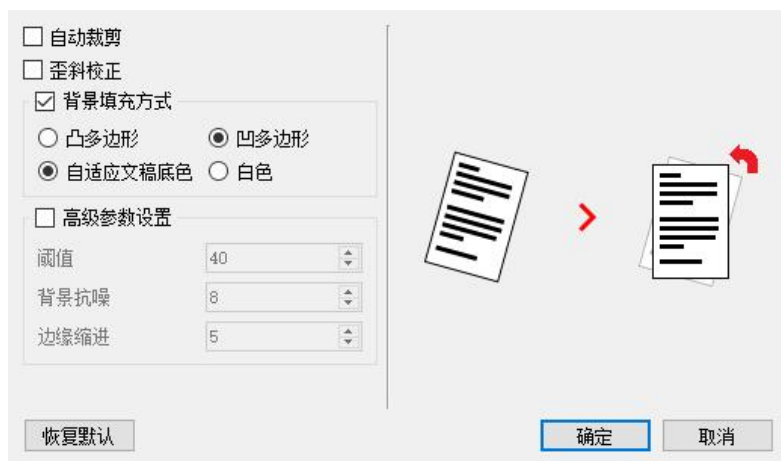 自动裁剪
歪斜校正
背景填充方式
凸多边形 凹多边形
自适应文稿底色 白色
高级参数设置
阈值 40
背景抗噪 8
边缘缩进 5
恢复默认 确定 取消